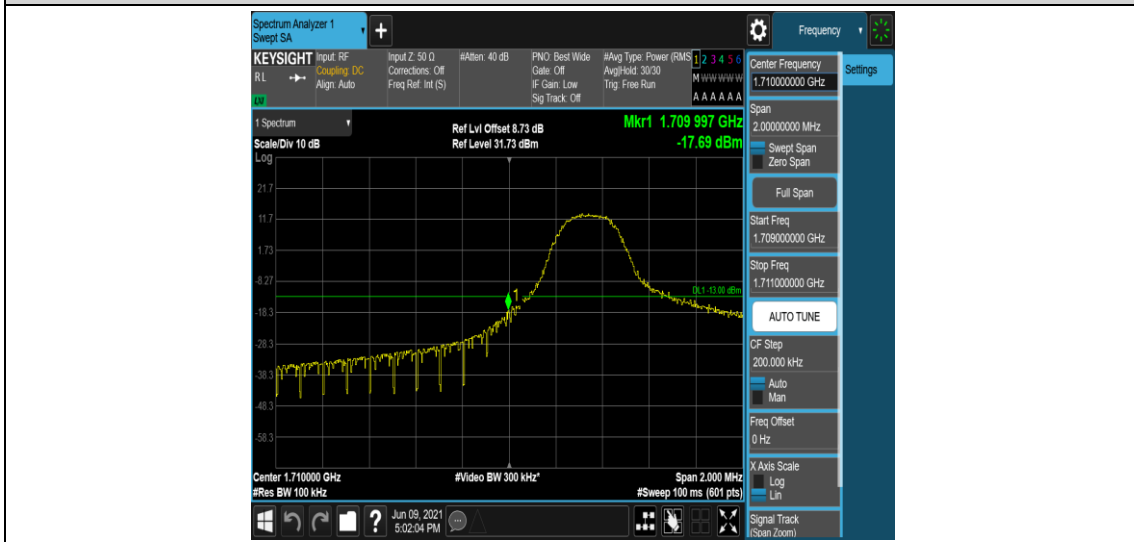 Spectrum Analyzer 1
Swept SA
+
Frequency
KEYSIGHT
RL
LXI
Input: RF
Coupling: DC
Align: Auto
Input Z: 50 Ω
Corrections: Off
Freq Ref: Int (S)
#Atten: 40 dB
PNO: Best Wide
Gate: Off
IF Gain: Low
Sig Track: Off
#Avg Type: Power (RMS
Avg|Hold: 30/30
Trig: Free Run
1 2 3 4 5 6
M W W W W W
A A A A A A
Center Frequency
1.710000000 GHz
Settings
1 Spectrum
Scale/Div 10 dB
Ref Lvl Offset 8.73 dB
Ref Level 31.73 dBm
Mkr1 1.709 997 GHz
-17.69 dBm
Log
21.7
11.7
1.73
-8.27
-18.3
-28.3
-38.3
-48.3
-58.3
1
DL1 -13.00 dBm
Span
2.00000000 MHz
Swept Span
Zero Span
Full Span
Start Freq
1.709000000 GHz
Stop Freq
1.711000000 GHz
AUTO TUNE
CF Step
200.000 kHz
Auto
Man
Freq Offset
0 Hz
X Axis Scale
Log
Lin
Signal Track
(Span Zoom)
Center 1.710000 GHz
#Res BW 100 kHz
#Video BW 300 kHz*
Span 2.000 MHz
#Sweep 100 ms (601 pts)
?
Jun 09, 2021
5:02:04 PM